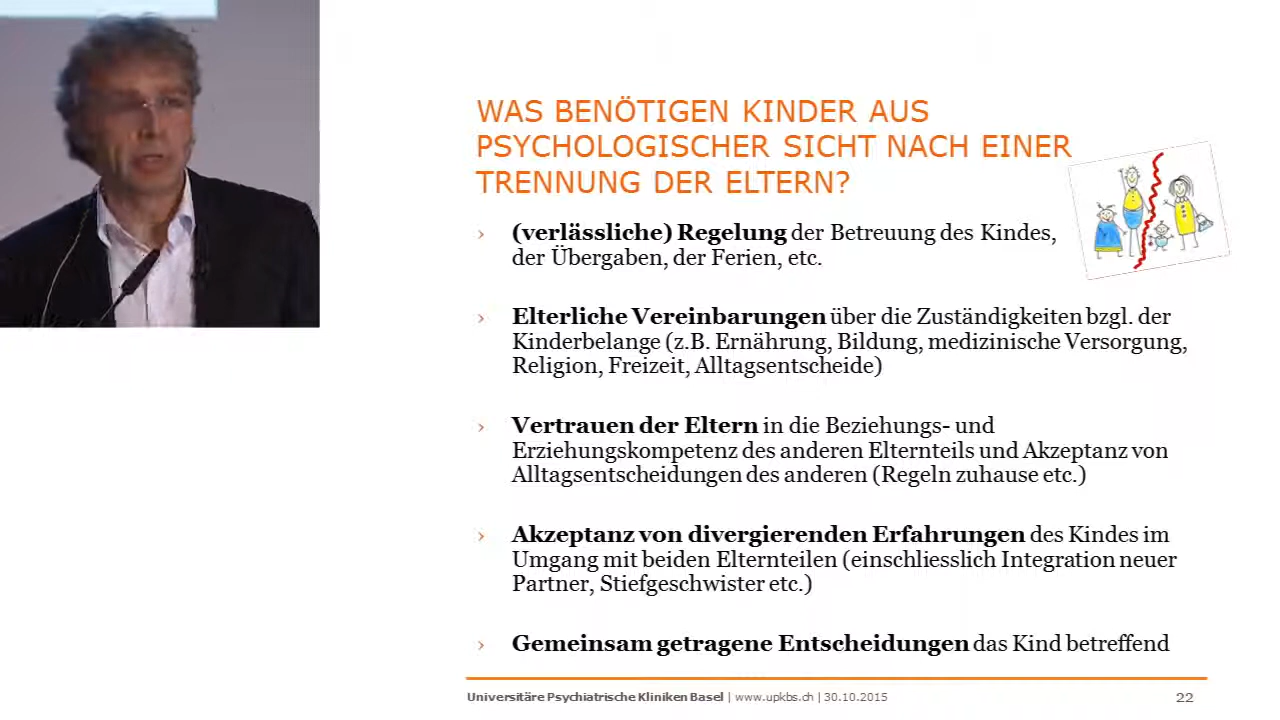 WAS BENÖTIGEN KINDER AUS
PSYCHOLOGISCHER SICHT NACH EINER
TRENNUNG DER ELTERN?
› (verlässliche) Regelung der Betreuung des Kindes,
der Übergaben, der Ferien, etc.
› Elterliche Vereinbarungen über die Zuständigkeiten bzgl. der
Kinderbelange (z.B. Ernährung, Bildung, medizinische Versorgung,
Religion, Freizeit, Alltagsentscheide)
› Vertrauen der Eltern in die Beziehungs- und
Erziehungskompetenz des anderen Elternteils und Akzeptanz von
Alltagsentscheidungen des anderen (Regeln zuhause etc.)
› Akzeptanz von divergierenden Erfahrungen des Kindes im
Umgang mit beiden Elternteilen (einschliesslich Integration neuer
Partner, Stiefgeschwister etc.)
› Gemeinsam getragene Entscheidungen das Kind betreffend
Universitäre Psychiatrische Kliniken Basel | www.upkbs.ch | 30.10.2015 22